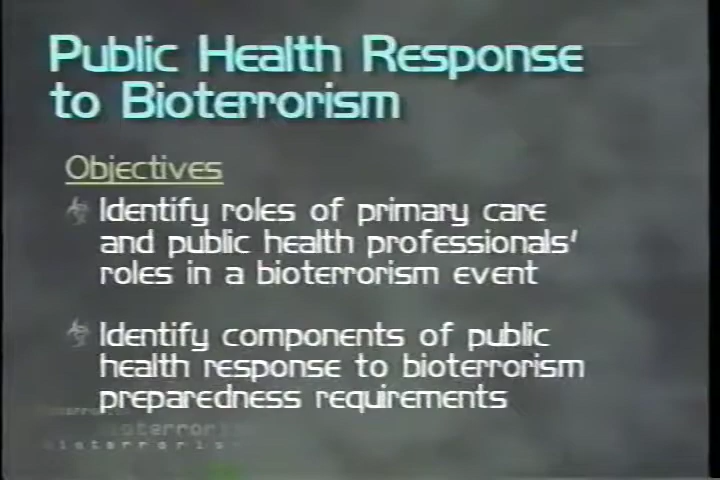 Public Health Response
to Bioterrorism
Objectives
Identify roles of primary care
and public health professionals'
roles in a bioterrorism event
Identify components of public
health response to bioterrorism
preparedness requirements
bioterrorism